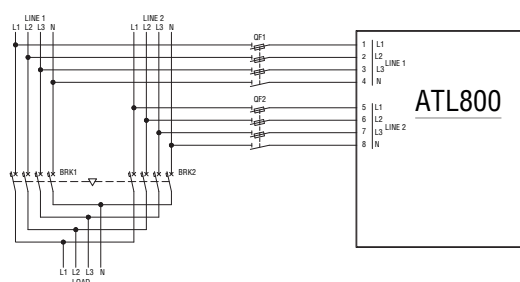 LINE 1
L1 L2 L3 N
LINE 2
L1 L2 L3 N
QF1
1 L1
2 L2
3 L3
4 N
LINE 1
QF2
5 L1
6 L2
7 L3
8 N
LINE 2
ATL800
BRK1
BRK2
L1 L2 L3 N
LOAD